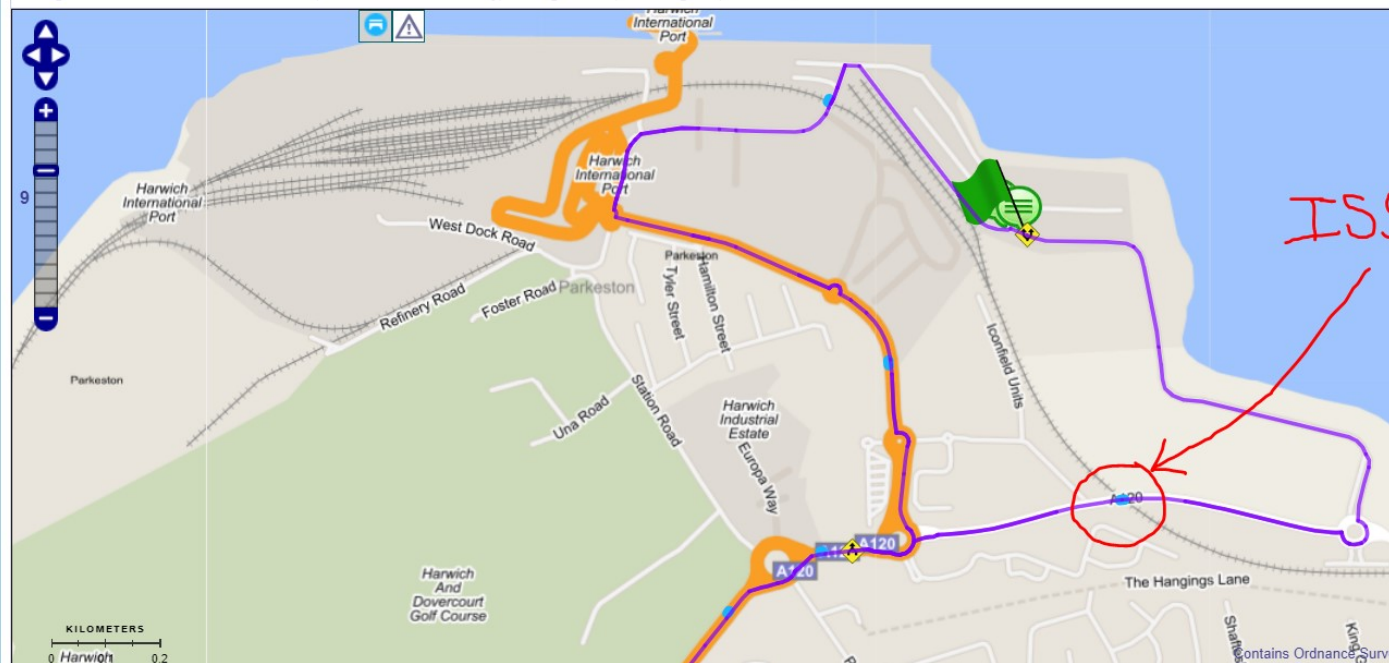 Harwich
International
Port
ISS
Harwich
International
Port
Harwich
International
Port
West Dock Road
Parkeston
Tyler Street
Hamilton Street
Foster Road
Parkeston
Refinery Road
9
Iconfield Units
Parkeston
Station Road
Una Road
Harwich
Industrial
Estate
Europa Way
A120
A120
A120
The Hangings Lane
Harwich
And
Dovercourt
Golf Course
KILOMETERS
0 0.1 0.2
Harwich
Contains Ordnance Surv